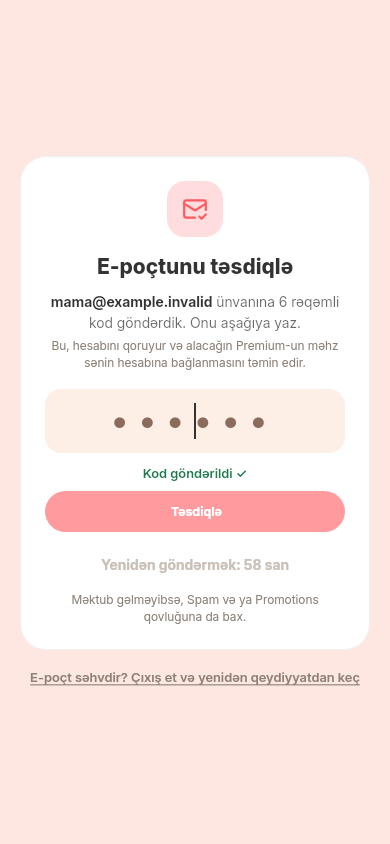 E-poçtunu təsdiqlə
mama@example.invalid ünvanına 6 rəqəmli
kod göndərdik. Onu aşağıya yaz.
Bu, hesabını qoruyur və alacağın Premium-un məhz
sənin hesabına bağlanmasını təmin edir.
Kod göndərildi ✓
Təsdiqlə
Yenidən göndərmək: 58 san
Məktub gəlməyibsə, Spam və ya Promotions
qovluğuna da bax.
E-poçt səhvdir? Çıxış et və yenidən qeydiyyatdan keç